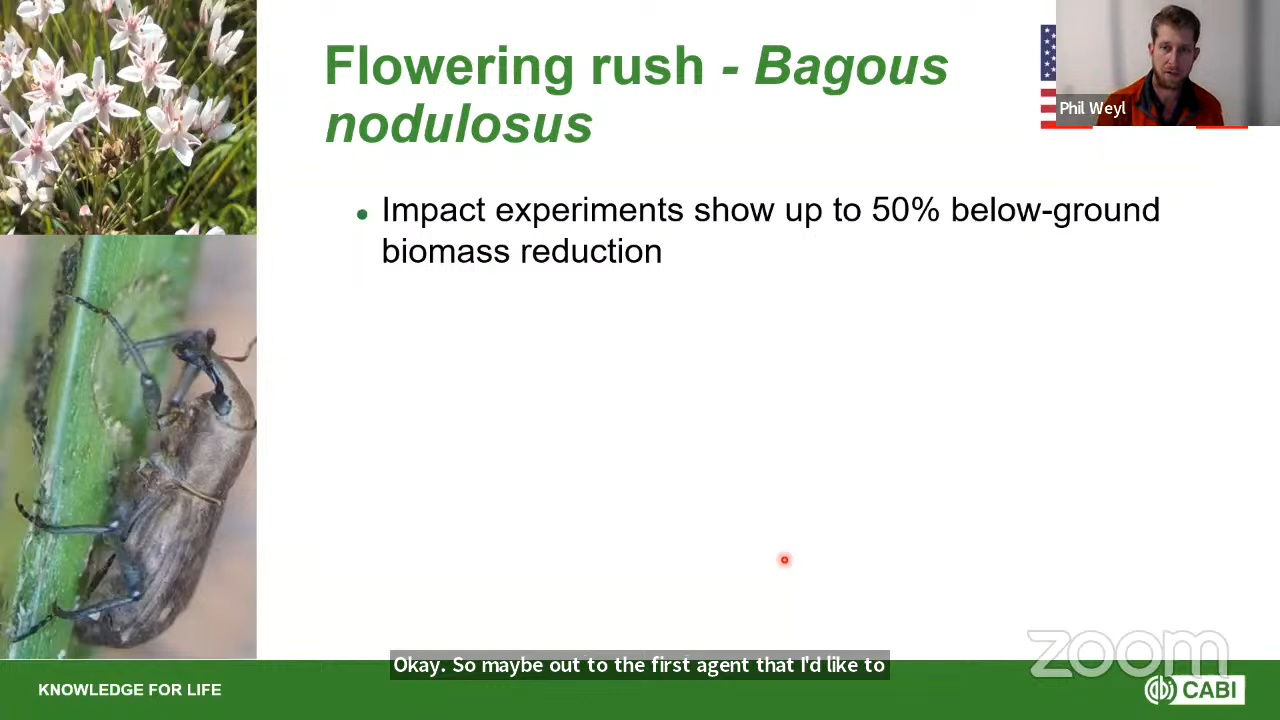 Flowering rush - Bagous
nodulosus
Phil Weyl
• Impact experiments show up to 50% below-ground
biomass reduction
zoom
Okay. So maybe out to the first agent that I'd like to
KNOWLEDGE FOR LIFE
CABI